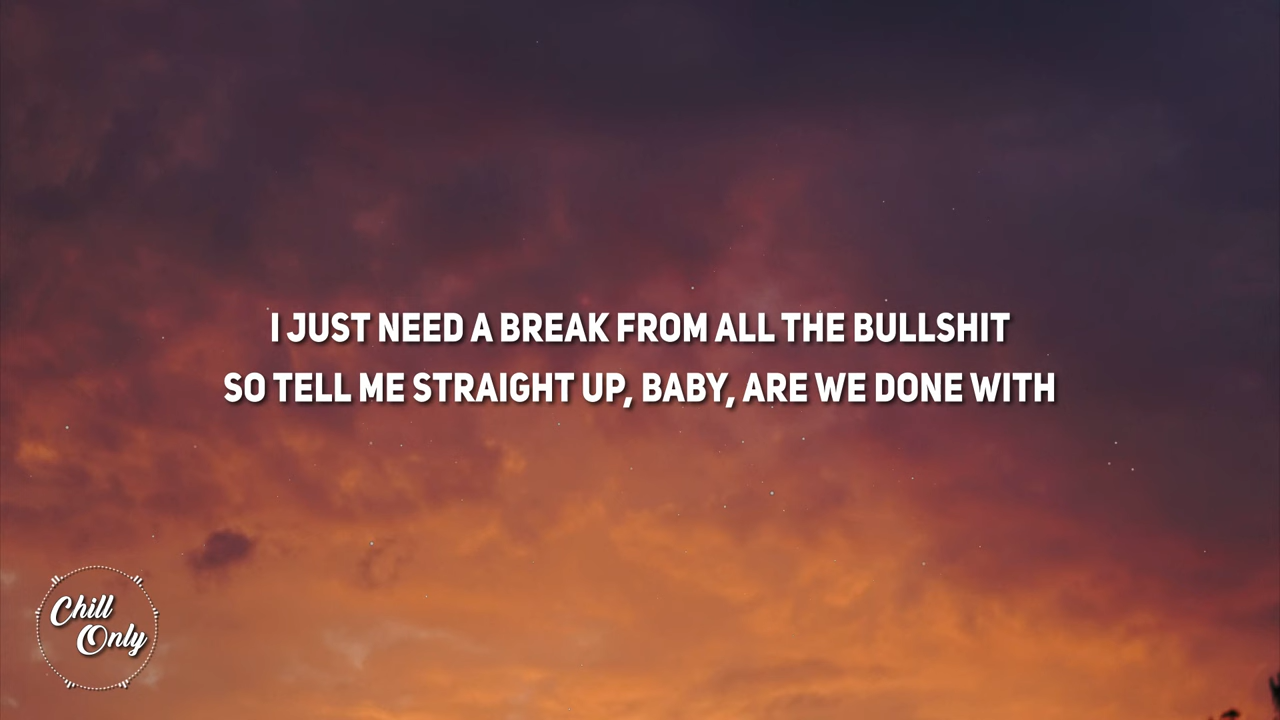 I JUST NEED A BREAK FROM ALL THE BULLSHIT
SO TELL ME STRAIGHT UP, BABY, ARE WE DONE WITH
Chill
Only